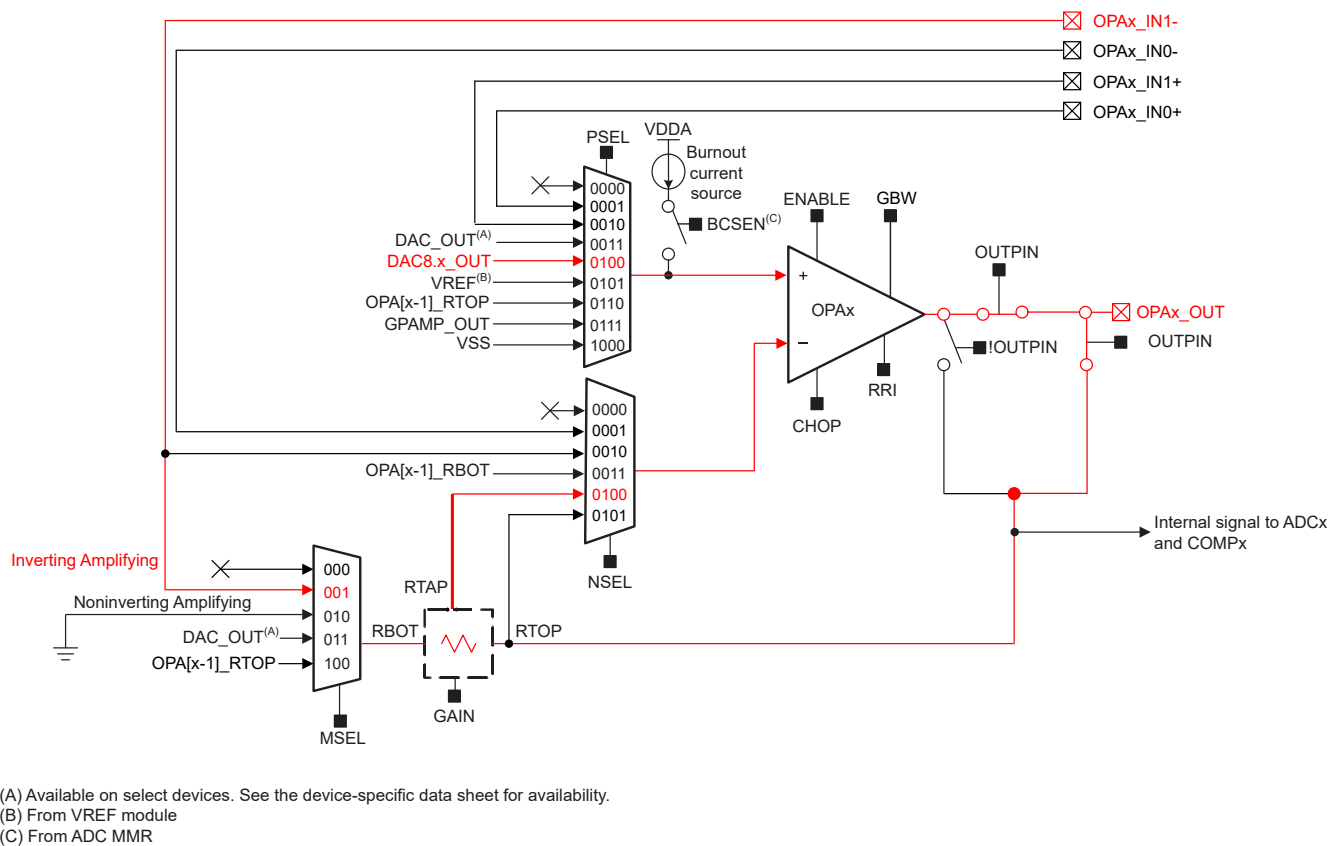 OPAx_IN1-
OPAx_IN0-
OPAx_IN1+
OPAx_IN0+
VDDA
PSEL
Burnout
current
source
0000
0001
0010
DAC_OUT(A)
0011
DAC8.x_OUT
0100
VREF(B)
0101
OPA[x-1]_RTOP
0110
GPAMP_OUT
0111
VSS
1000
BCSEN(C)
ENABLE
GBW
+
OPAx
−
RRI
CHOP
OUTPIN
OPAx_OUT
!OUTPIN
OUTPIN
0000
0001
0010
OPA[x-1]_RBOT
0011
0100
0101
NSEL
Internal signal to ADCx
and COMPx
Inverting Amplifying
000
001
Noninverting Amplifying
010
DAC_OUT(A)
011
OPA[x-1]_RTOP
100
MSEL
RBOT
RTAP
RTOP
GAIN
(A) Available on select devices. See the device-specific data sheet for availability.
(B) From VREF module
(C) From ADC MMR